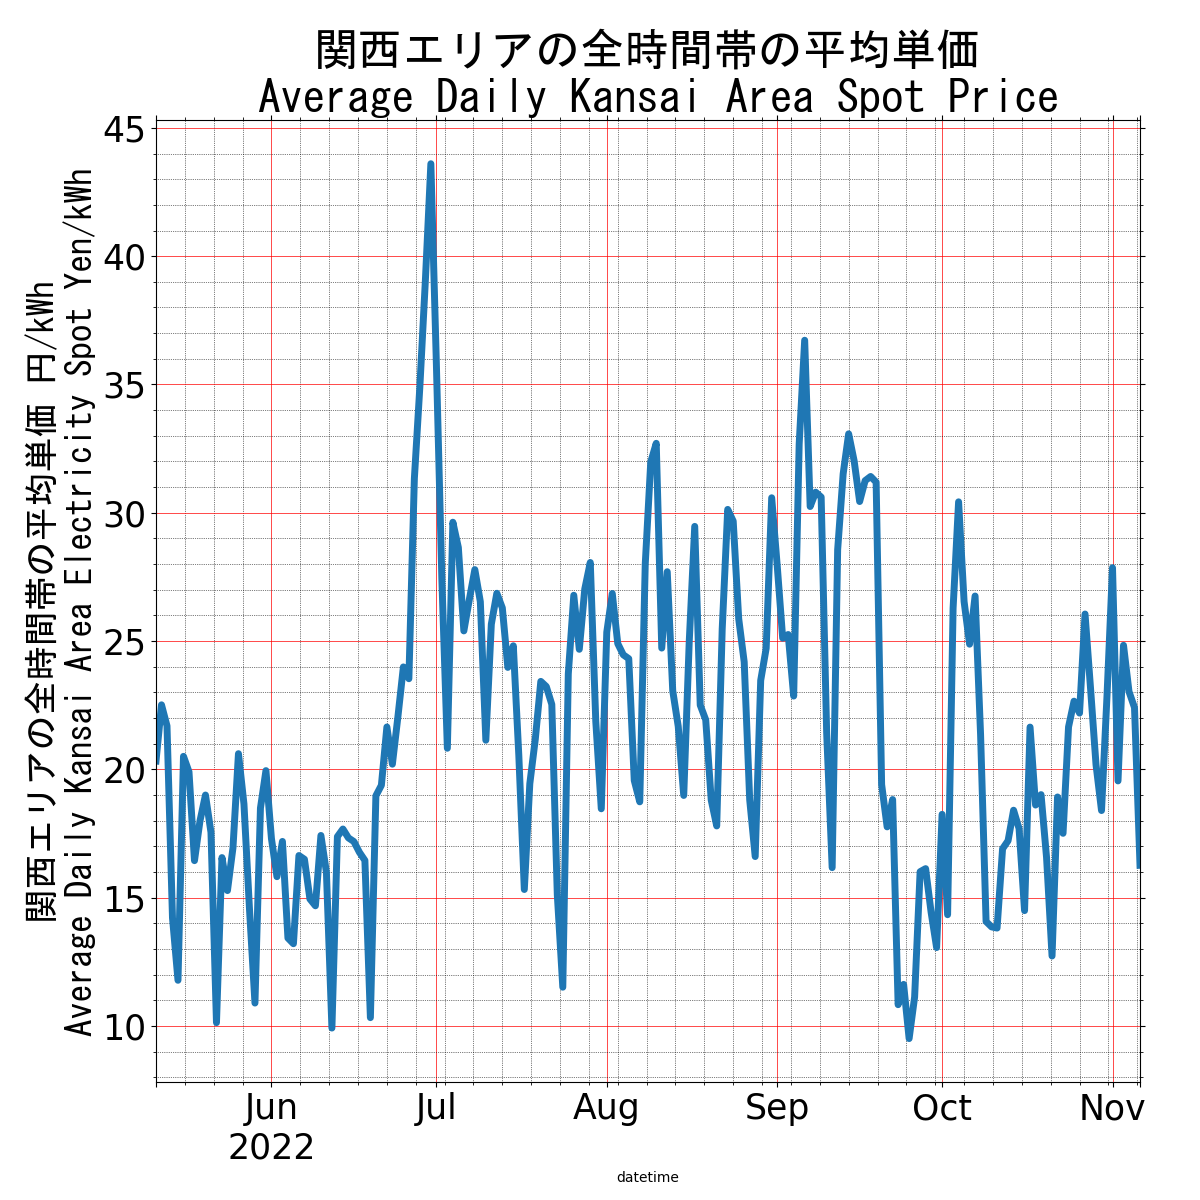 関西エリアの全時間帯の平均単価
Average Daily Kansai Area Spot Price
関西エリアの全時間帯の平均単価 円/kWh
Average Daily Kansai Area Electricity Spot Yen/kWh
45
40
35
30
25
20
15
10
Jun
2022
Jul
Aug
Sep
Oct
Nov
datetime